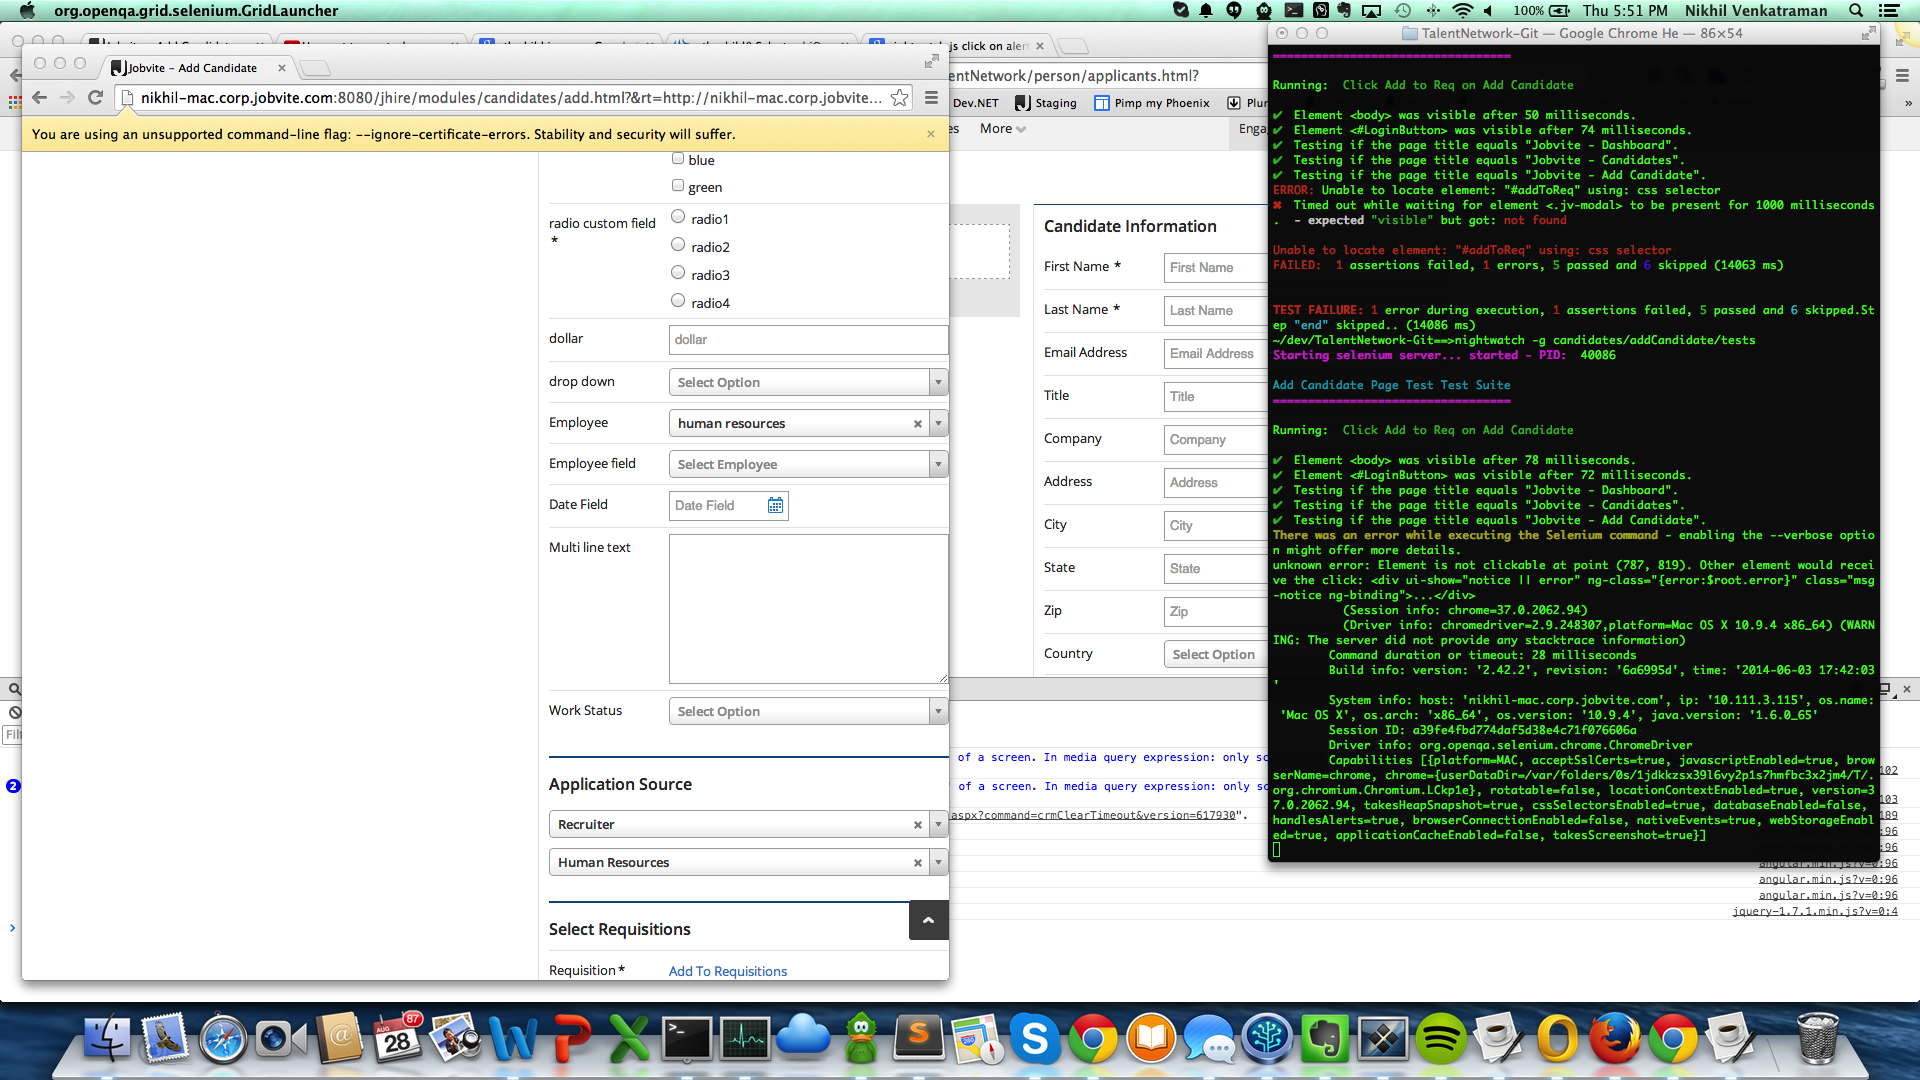 org.openqa.grid.selenium.GridLauncher
100%
Thu 5:51 PM
Nikhil Venkatraman
Jobvite - Add Candidate
nikhil-mac.corp.jobvite.com:8080/jhire/modules/candidates/add.html?&rt=http://nikhil-mac.corp.jobvite...
You are using an unsupported command-line flag: --ignore-certificate-errors. Stability and security will suffer.
blue
green
radio custom field
*
radio1
radio2
radio3
radio4
dollar
dollar
drop down
Select Option
Employee
human resources
Employee field
Select Employee
Date Field
Date Field
Multi line text
Work Status
Select Option
Application Source
Recruiter
Human Resources
Select Requisitions
Requisition *
Add To Requisitions
js click on aler
entNetwork/person/applicants.html?
Dev.NET
Staging
Pimp my Phoenix
Plur
es
More
Enga
Candidate Information
First Name *
First Name
Last Name *
Last Name
Email Address
Email Address
Title
Title
Company
Company
Address
Address
City
City
State
State
Zip
Zip
Country
Select Option
Filt
2
of a screen. In media query expression: only sc
102
of a screen. In media query expression: only sc
103
aspx?command=crmClearTimeout&version=617930".
189
:96
:96
angular.min.js?v=0:96
angular.min.js?v=0:96
angular.min.js?v=0:96
jquery-1.7.1.min.js?v=0:4
TalentNetwork-Git — Google Chrome He — 86×54
Running:  Click Add to Req on Add Candidate
✔ Element <body> was visible after 50 milliseconds.
✔ Element <#LoginButton> was visible after 74 milliseconds.
✔ Testing if the page title equals "Jobvite - Dashboard".
✔ Testing if the page title equals "Jobvite - Candidates".
✔ Testing if the page title equals "Jobvite - Add Candidate".
ERROR: Unable to locate element: "#addToReq" using: css selector
✖ Timed out while waiting for element <.jv-modal> to be present for 1000 milliseconds
.  - expected "visible" but got: not found
Unable to locate element: "#addToReq" using: css selector
FAILED:  1 assertions failed, 1 errors, 5 passed and 6 skipped (14063 ms)
TEST FAILURE: 1 error during execution, 1 assertions failed, 5 passed and 6 skipped.St
ep "end" skipped.. (14086 ms)
~/dev/TalentNetwork-Git==>nightwatch -g candidates/addCandidate/tests
Starting selenium server... started - PID:  40086
Add Candidate Page Test Test Suite
Running:  Click Add to Req on Add Candidate
✔ Element <body> was visible after 78 milliseconds.
✔ Element <#LoginButton> was visible after 72 milliseconds.
✔ Testing if the page title equals "Jobvite - Dashboard".
✔ Testing if the page title equals "Jobvite - Candidates".
✔ Testing if the page title equals "Jobvite - Add Candidate".
There was an error while executing the Selenium command - enabling the --verbose optio
n might offer more details.
unknown error: Element is not clickable at point (787, 819). Other element would recei
ve the click: <div ui-show="notice || error" ng-class="{error:$root.error}" class="msg
-notice ng-binding">...</div>
(Session info: chrome=37.0.2062.94)
(Driver info: chromedriver=2.9.248307,platform=Mac OS X 10.9.4 x86_64) (WARN
ING: The server did not provide any stacktrace information)
Command duration or timeout: 28 milliseconds
Build info: version: '2.42.2', revision: '6a6995d', time: '2014-06-03 17:42:03
'
System info: host: 'nikhil-mac.corp.jobvite.com', ip: '10.111.3.115', os.name:
'Mac OS X', os.arch: 'x86_64', os.version: '10.9.4', java.version: '1.6.0_65'
Session ID: a39fe4fbd774daf5d38e4c71f076606a
Driver info: org.openqa.selenium.chrome.ChromeDriver
Capabilities [{platform=MAC, acceptSslCerts=true, javascriptEnabled=true, brow
serName=chrome, chrome={userDataDir=/var/folders/0s/1jdkkzsx39l6vy2p1s7hmfbc3x2jm4/T/.
org.chromium.Chromium.LCkp1e}, rotatable=false, locationContextEnabled=true, version=3
7.0.2062.94, takesHeapSnapshot=true, cssSelectorsEnabled=true, databaseEnabled=false,
handlesAlerts=true, browserConnectionEnabled=false, nativeEvents=true, webStorageEnabl
ed=true, applicationCacheEnabled=false, takesScreenshot=true}]
AUG
28
87